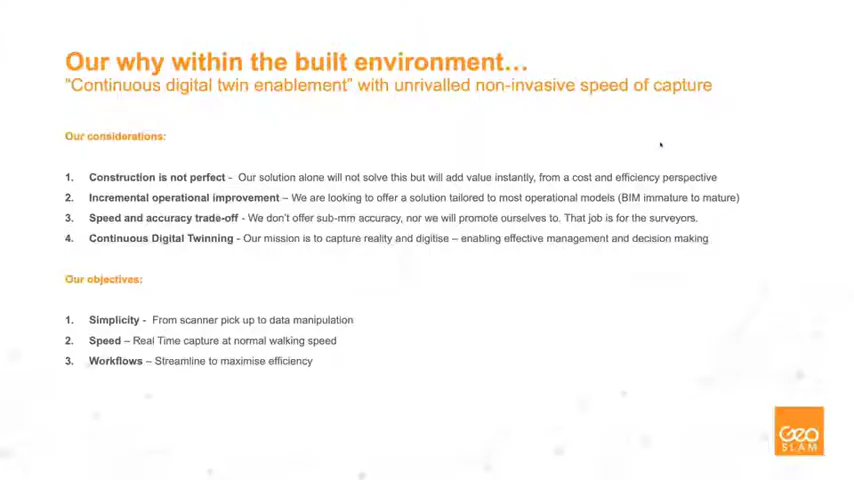 Our why within the built environment…
"Continuous digital twin enablement" with unrivalled non-invasive speed of capture
Our considerations:
1. Construction is not perfect - Our solution alone will not solve this but will add value instantly, from a cost and efficiency perspective
2. Incremental operational improvement – We are looking to offer a solution tailored to most operational models (BIM immature to mature)
3. Speed and accuracy trade-off - We don't offer sub-mm accuracy, nor we will promote ourselves to. That job is for the surveyors.
4. Continuous Digital Twinning - Our mission is to capture reality and digitise – enabling effective management and decision making
Our objectives:
1. Simplicity - From scanner pick up to data manipulation
2. Speed – Real Time capture at normal walking speed
3. Workflows – Streamline to maximise efficiency
Geo
SLAM